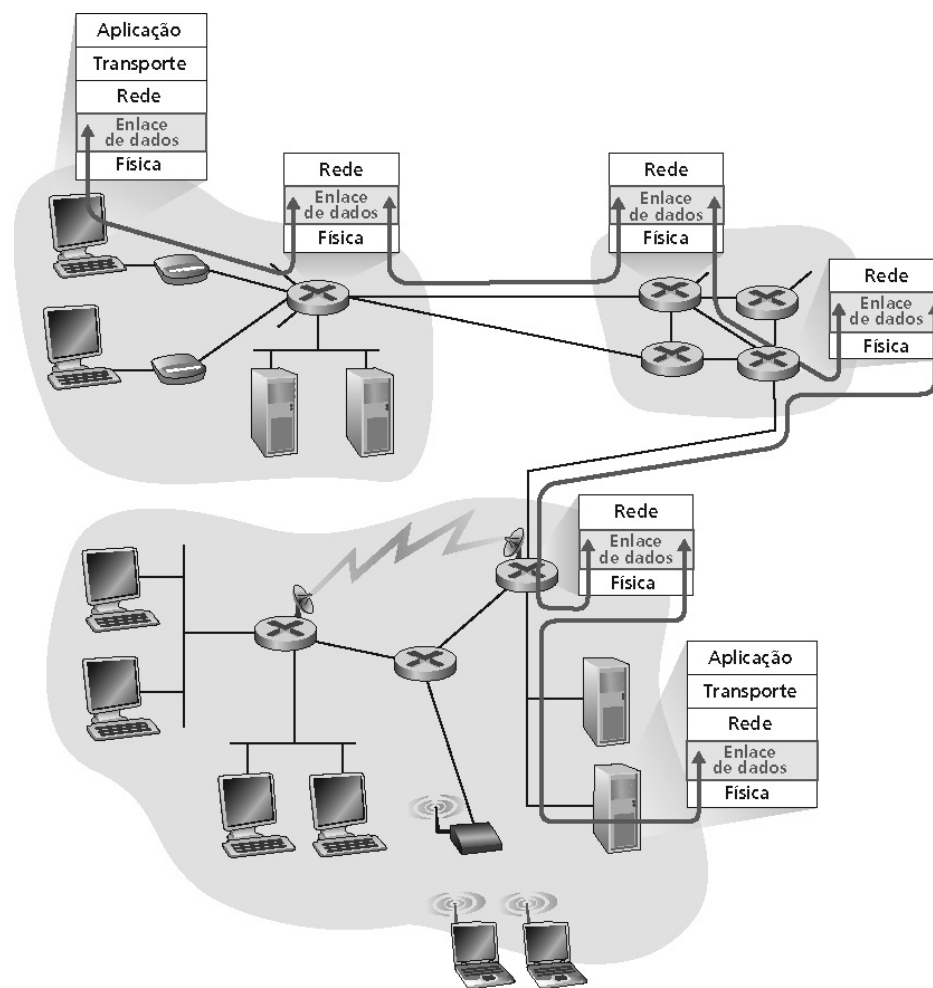 Aplicação
Transporte
Rede
Enlace
de dados
Física
Rede
Enlace
de dados
Física
Rede
Enlace
de dados
Física
Rede
Enlace
de dados
Física
Rede
Enlace
de dados
Física
Aplicação
Transporte
Rede
Enlace
de dados
Física